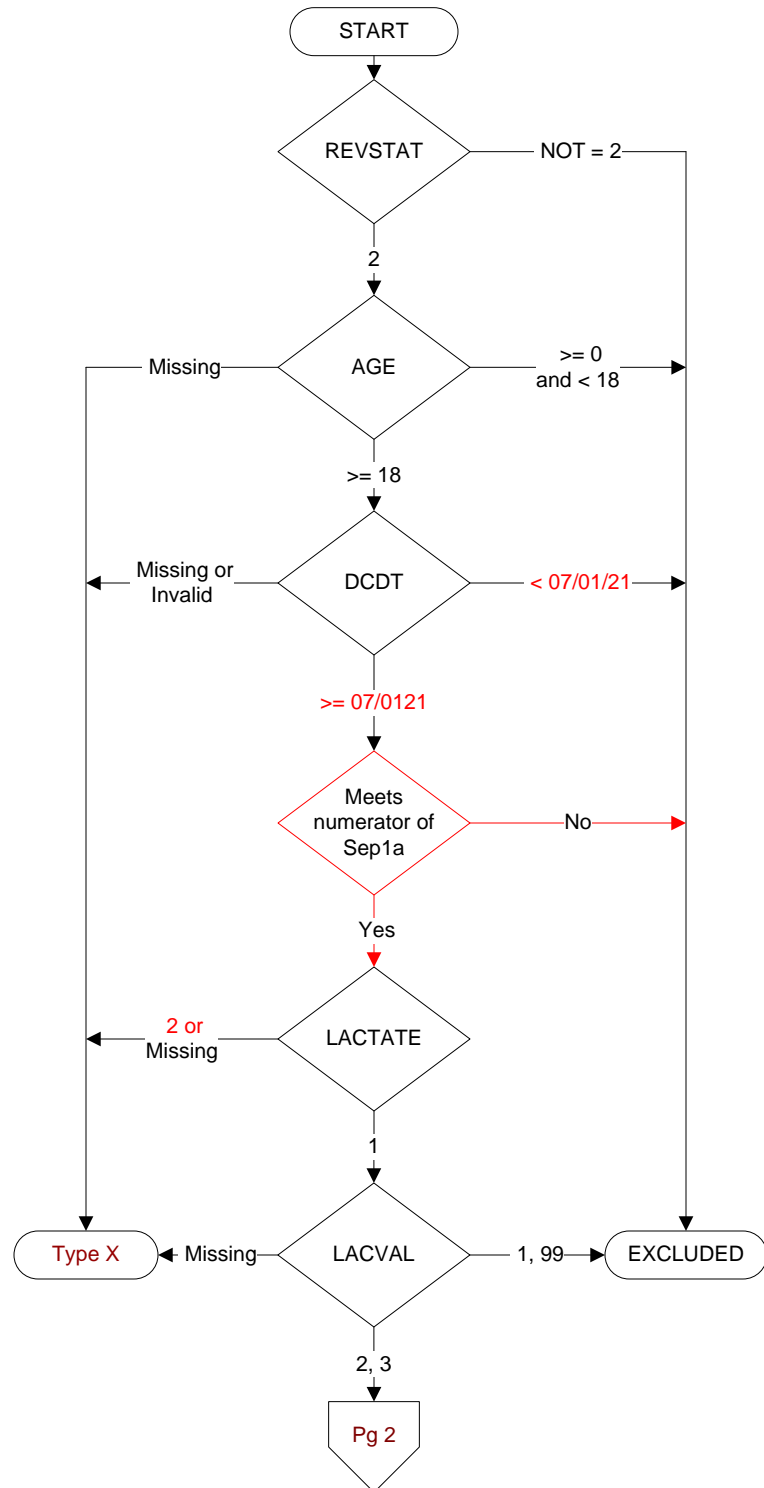 START
REVSTAT
NOT = 2
2
AGE
Missing
>= 0
and < 18
>= 18
Missing or
Invalid
DCDT
< 07/01/21
>= 07/0121
Meets
numerator of
Sep1a
No
Yes
2 or
Missing
LACTATE
1
Type X
Missing
LACVAL
1, 99
EXCLUDED
2, 3
Pg 2